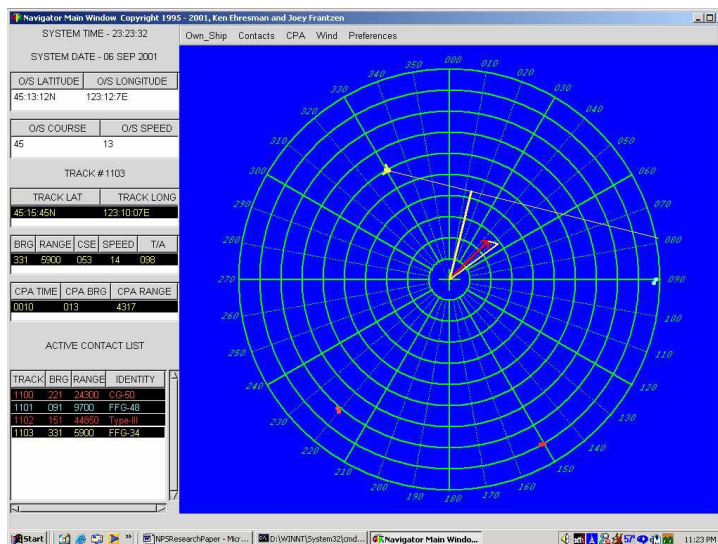 Navigator Main Window Copyright 1995 - 2001, Ken Ehresman and Joey Frantzen
SYSTEM TIME - 23:23:32
SYSTEM DATE - 06 SEP 2001
O/S LATITUDE O/S LONGITUDE
45:13:12N 123:12:7E
O/S COURSE O/S SPEED
45 13
TRACK # 1103
TRACK LAT TRACK LONG
45:15:45N 123:10:07E
BRG RANGE CSE SPEED T/A
331 5900 053 14 098
CPA TIME CPA BRG CPA RANGE
0010 013 4317
ACTIVE CONTACT LIST
TRACK BRG RANGE IDENTITY
1100 221 24300 CG-50
1101 091 9700 FFG-48
1102 151 44850 Type-III
1103 331 5900 FFG-34
Own_Ship Contacts CPA Wind Preferences
000
010
020
030
040
050
060
070
080
090
100
110
120
130
140
150
160
170
180
190
200
210
220
230
240
250
260
270
280
290
300
310
320
330
340
350
Start
NPSResearchPaper - Micr...
D:\WINNT\System32\cmd...
Navigator Main Windo...
11:23 PM